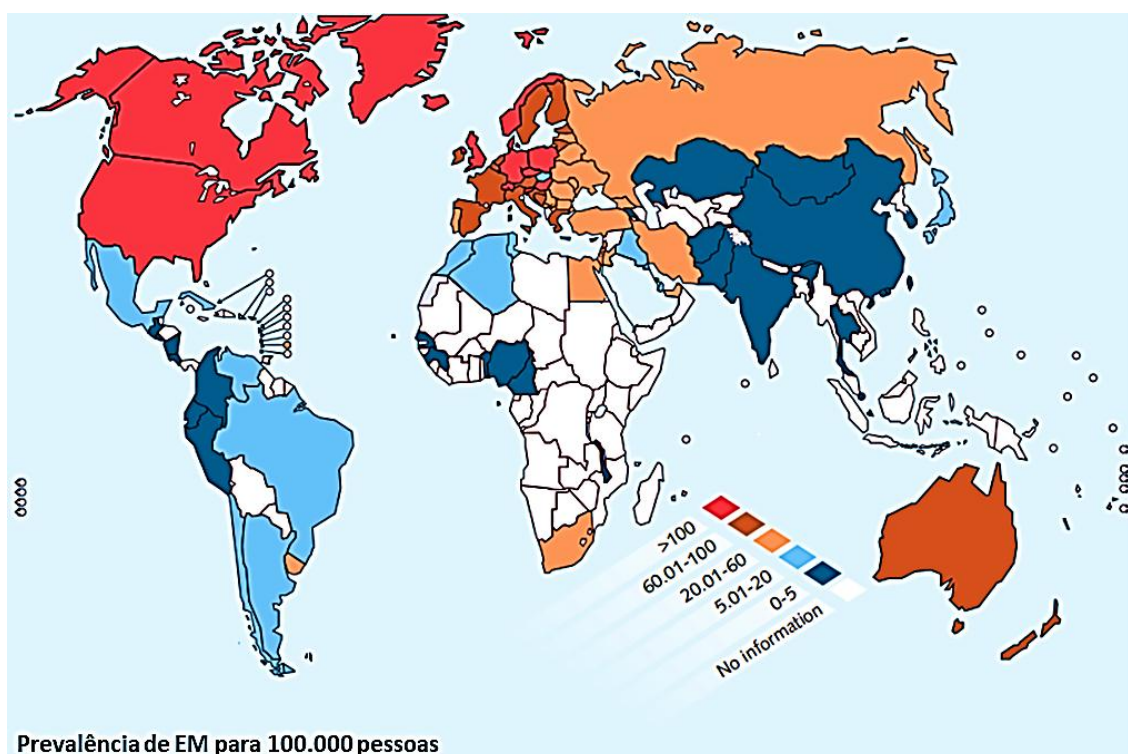 >100
60.01-100
20.01-60
5.01-20
0-5
No information
Prevalência de EM para 100.000 pessoas